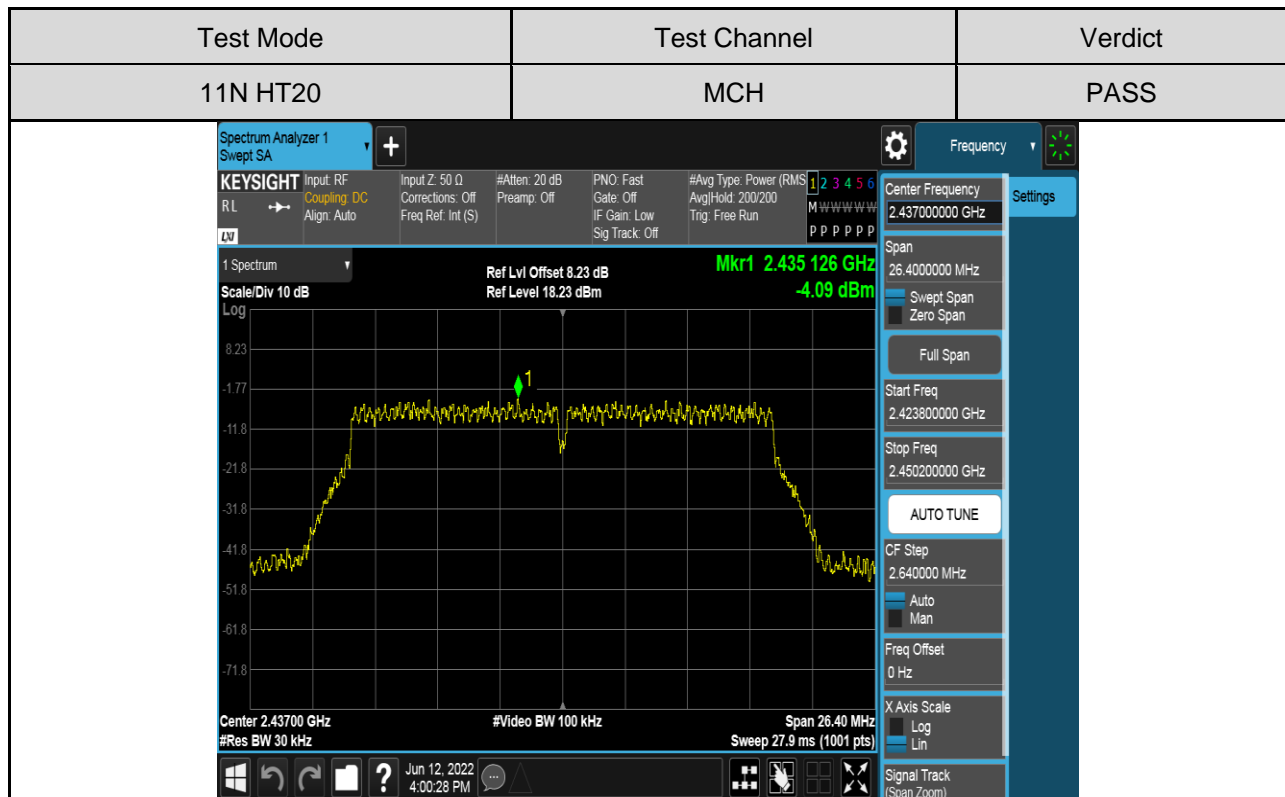 Test Mode Test Channel Verdict
11N HT20 MCH PASS
Spectrum Analyzer 1
Swept SA
Frequency
KEYSIGHT
R L
LXI
Input: RF
Coupling: DC
Align: Auto
Input Z: 50 Ω
Corrections: Off
Freq Ref: Int (S)
#Atten: 20 dB
Preamp: Off
PNO: Fast
Gate: Off
IF Gain: Low
Sig Track: Off
#Avg Type: Power (RMS
Avg|Hold: 200/200
Trig: Free Run
1 2 3 4 5 6
M W W W W W
P P P P P P
1 Spectrum
Scale/Div 10 dB
Log
Ref Lvl Offset 8.23 dB
Ref Level 18.23 dBm
Mkr1 2.435 126 GHz
-4.09 dBm
8.23
-1.77
-11.8
-21.8
-31.8
-41.8
-51.8
-61.8
-71.8
1
Center 2.43700 GHz
#Res BW 30 kHz
#Video BW 100 kHz
Span 26.40 MHz
Sweep 27.9 ms (1001 pts)
Center Frequency
2.437000000 GHz
Settings
Span
26.4000000 MHz
Swept Span
Zero Span
Full Span
Start Freq
2.423800000 GHz
Stop Freq
2.450200000 GHz
AUTO TUNE
CF Step
2.640000 MHz
Auto
Man
Freq Offset
0 Hz
X Axis Scale
Log
Lin
Signal Track
(Span Zoom)
?
Jun 12, 2022
4:00:28 PM